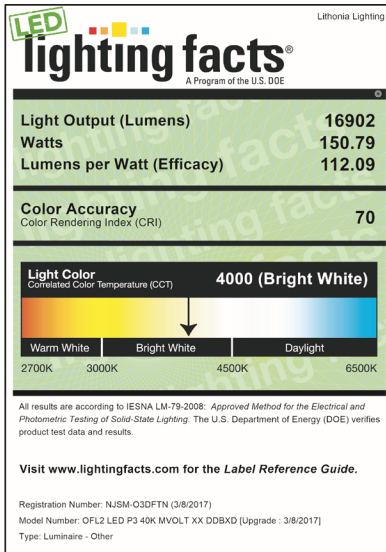 Lithonia Lighting
LED
lighting facts®
A Program of the U.S. DOE
Light Output (Lumens) 16902
Watts 150.79
Lumens per Watt (Efficacy) 112.09
Color Accuracy 70
Color Rendering Index (CRI)
Light Color 4000 (Bright White)
Correlated Color Temperature (CCT)
Warm White Bright White Daylight
2700K 3000K 4500K 6500K
All results are according to IESNA LM-79-2008: Approved Method for the Electrical and
Photometric Testing of Solid-State Lighting. The U.S. Department of Energy (DOE) verifies
product test data and results.
Visit www.lightingfacts.com for the Label Reference Guide.
Registration Number: NJSM-O3DFTN (3/8/2017)
Model Number: OFL2 LED P3 40K MVOLT XX DDBXD [Upgrade : 3/8/2017]
Type: Luminaire - Other